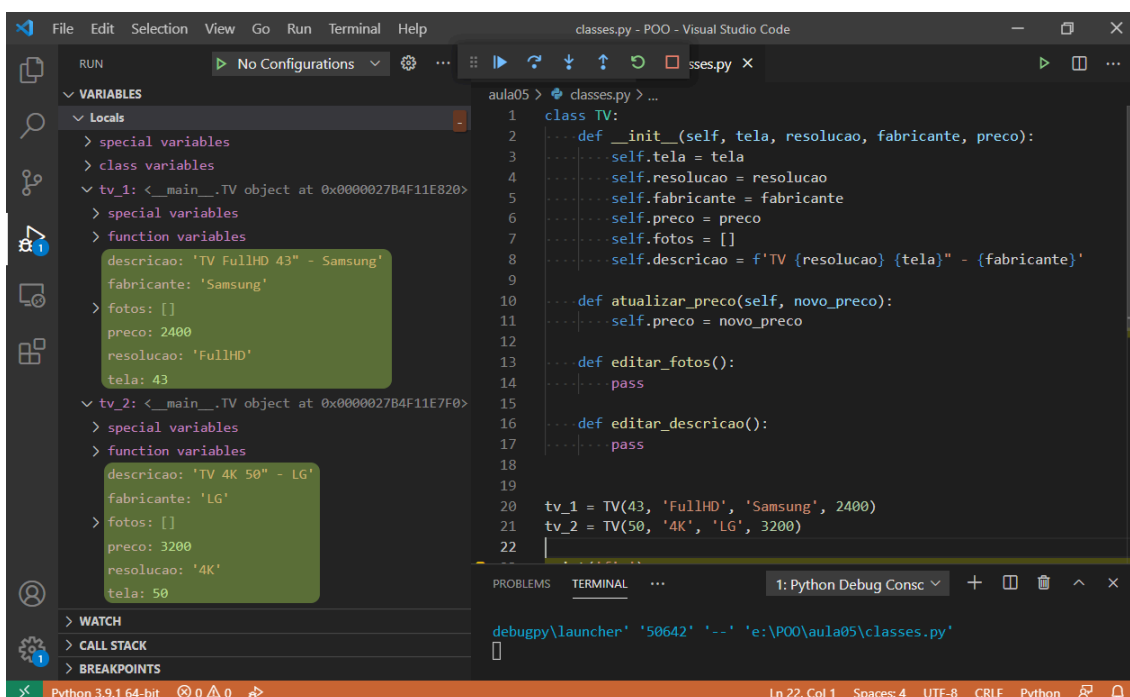 File Edit Selection View Go Run Terminal Help classes.py - POO - Visual Studio Code
RUN No Configurations ···
VARIABLES
Locals
special variables
class variables
tv_1: <__main__.TV object at 0x0000027B4F11E820>
special variables
function variables
descricao: 'TV FullHD 43" - Samsung'
fabricante: 'Samsung'
fotos: []
preco: 2400
resolucao: 'FullHD'
tela: 43
tv_2: <__main__.TV object at 0x0000027B4F11E7F0>
special variables
function variables
descricao: 'TV 4K 50" - LG'
fabricante: 'LG'
fotos: []
preco: 3200
resolucao: '4K'
tela: 50
WATCH
CALL STACK
BREAKPOINTS
1
1
sses.py
aula05 > classes.py > ...
1 class TV:
2 def __init__(self, tela, resolucao, fabricante, preco):
3 self.tela = tela
4 self.resolucao = resolucao
5 self.fabricante = fabricante
6 self.preco = preco
7 self.fotos = []
8 self.descricao = f'TV {resolucao} {tela}" - {fabricante}'
9
10 def atualizar_preco(self, novo_preco):
11 self.preco = novo_preco
12
13 def editar_fotos():
14 pass
15
16 def editar_descricao():
17 pass
18
19
20 tv_1 = TV(43, 'FullHD', 'Samsung', 2400)
21 tv_2 = TV(50, '4K', 'LG', 3200)
22
PROBLEMS TERMINAL ··· 1: Python Debug Consc
debugpy\launcher' '50642' '--' 'e:\POO\aula05\classes.py'
Python 3.9.1 64-bit 0 0 Ln 22, Col 1 Spaces: 4 UTF-8 CRLF Python